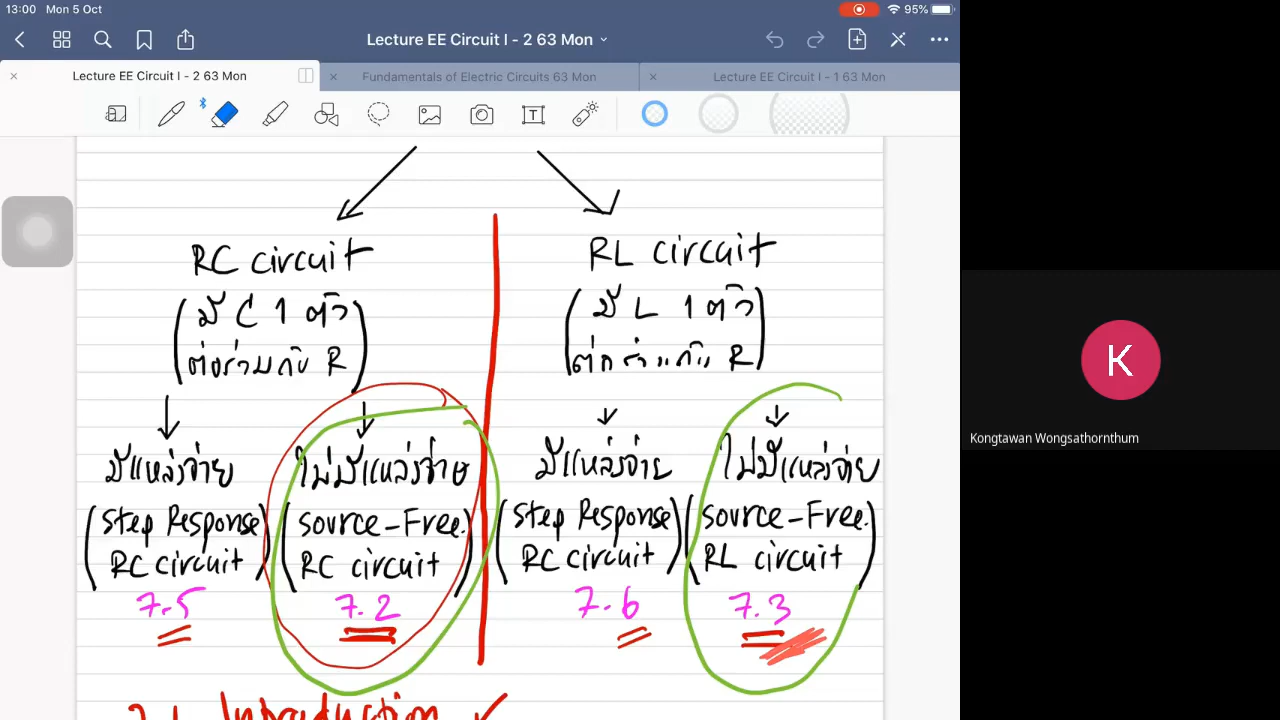 13:00 Mon 5 Oct 95%
Lecture EE Circuit I - 2 63 Mon
Lecture EE Circuit I - 2 63 Mon Fundamentals of Electric Circuits 63 Mon Lecture EE Circuit I - 1 63 Mon
T
RC circuit RL circuit
(มี C 1 ตัว (มี L 1 ตัว
ต่อร่วมกับ R) ต่อร่วมกับ R)
มีแหล่งจ่าย ไม่มีแหล่งจ่าย มีแหล่งจ่าย ไม่มีแหล่งจ่าย
(Step Response (Source-Free. (Step Response (Source-Free.
RC circuit) RC circuit) RC circuit) RL circuit)
7.5 7.2 7.6 7.3
7.1 Introduction
K
Kongtawan Wongsathornthum